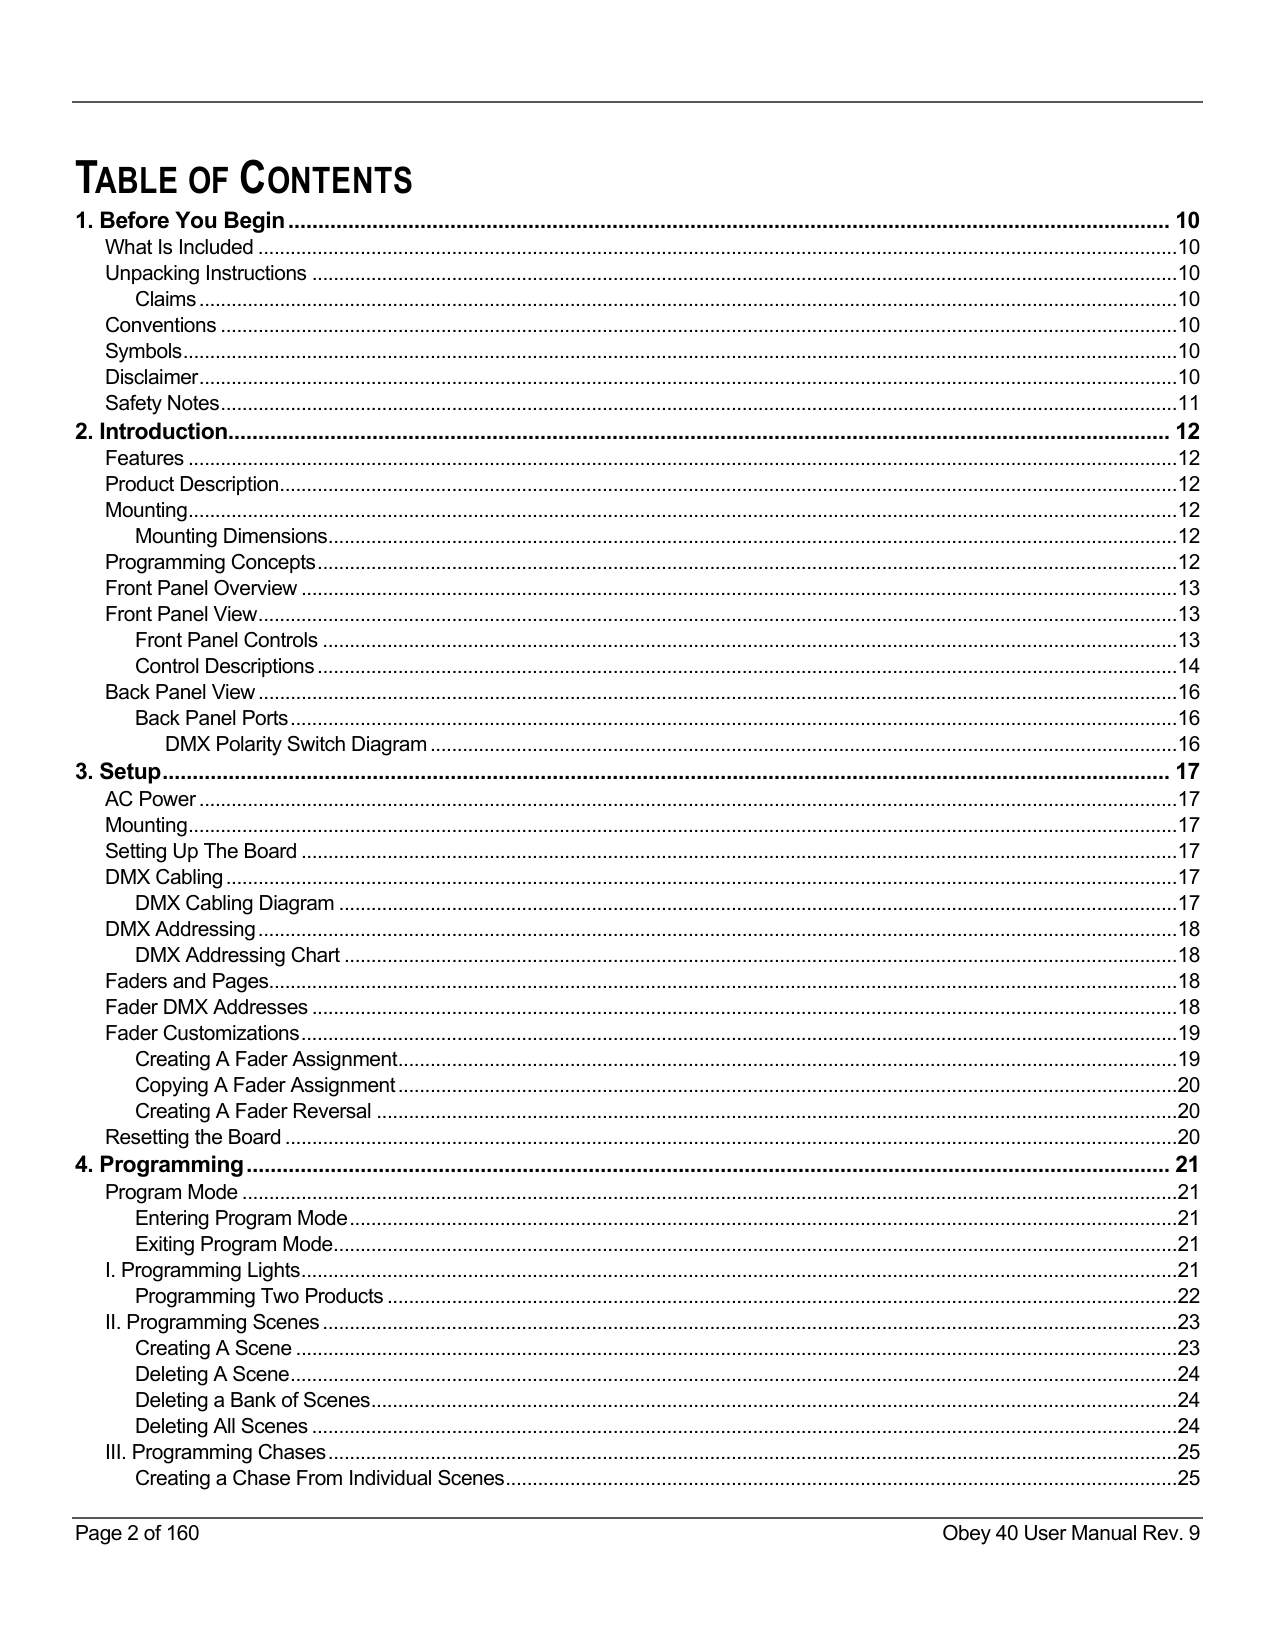 TABLE OF CONTENTS
1. Before You Begin ........ 10
What Is Included ........ 10
Unpacking Instructions ........ 10
Claims ........ 10
Conventions ........ 10
Symbols ........ 10
Disclaimer ........ 10
Safety Notes ........ 11
2. Introduction ........ 12
Features ........ 12
Product Description ........ 12
Mounting ........ 12
Mounting Dimensions ........ 12
Programming Concepts ........ 12
Front Panel Overview ........ 13
Front Panel View ........ 13
Front Panel Controls ........ 13
Control Descriptions ........ 14
Back Panel View ........ 16
Back Panel Ports ........ 16
DMX Polarity Switch Diagram ........ 16
3. Setup ........ 17
AC Power ........ 17
Mounting ........ 17
Setting Up The Board ........ 17
DMX Cabling ........ 17
DMX Cabling Diagram ........ 17
DMX Addressing ........ 18
DMX Addressing Chart ........ 18
Faders and Pages ........ 18
Fader DMX Addresses ........ 18
Fader Customizations ........ 19
Creating A Fader Assignment ........ 19
Copying A Fader Assignment ........ 20
Creating A Fader Reversal ........ 20
Resetting the Board ........ 20
4. Programming ........ 21
Program Mode ........ 21
Entering Program Mode ........ 21
Exiting Program Mode ........ 21
I. Programming Lights ........ 21
Programming Two Products ........ 22
II. Programming Scenes ........ 23
Creating A Scene ........ 23
Deleting A Scene ........ 24
Deleting a Bank of Scenes ........ 24
Deleting All Scenes ........ 24
III. Programming Chases ........ 25
Creating a Chase From Individual Scenes ........ 25
Page 2 of 160
Obey 40 User Manual Rev. 9